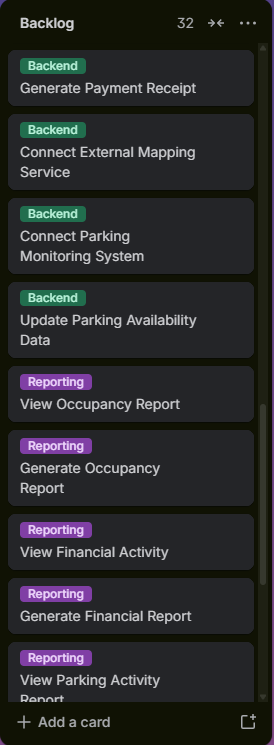 Backlog 32
Backend
Generate Payment Receipt
Backend
Connect External Mapping
Service
Backend
Connect Parking
Monitoring System
Backend
Update Parking Availability
Data
Reporting
View Occupancy Report
Reporting
Generate Occupancy
Report
Reporting
View Financial Activity
Reporting
Generate Financial Report
Reporting
View Parking Activity
Report
Add a card